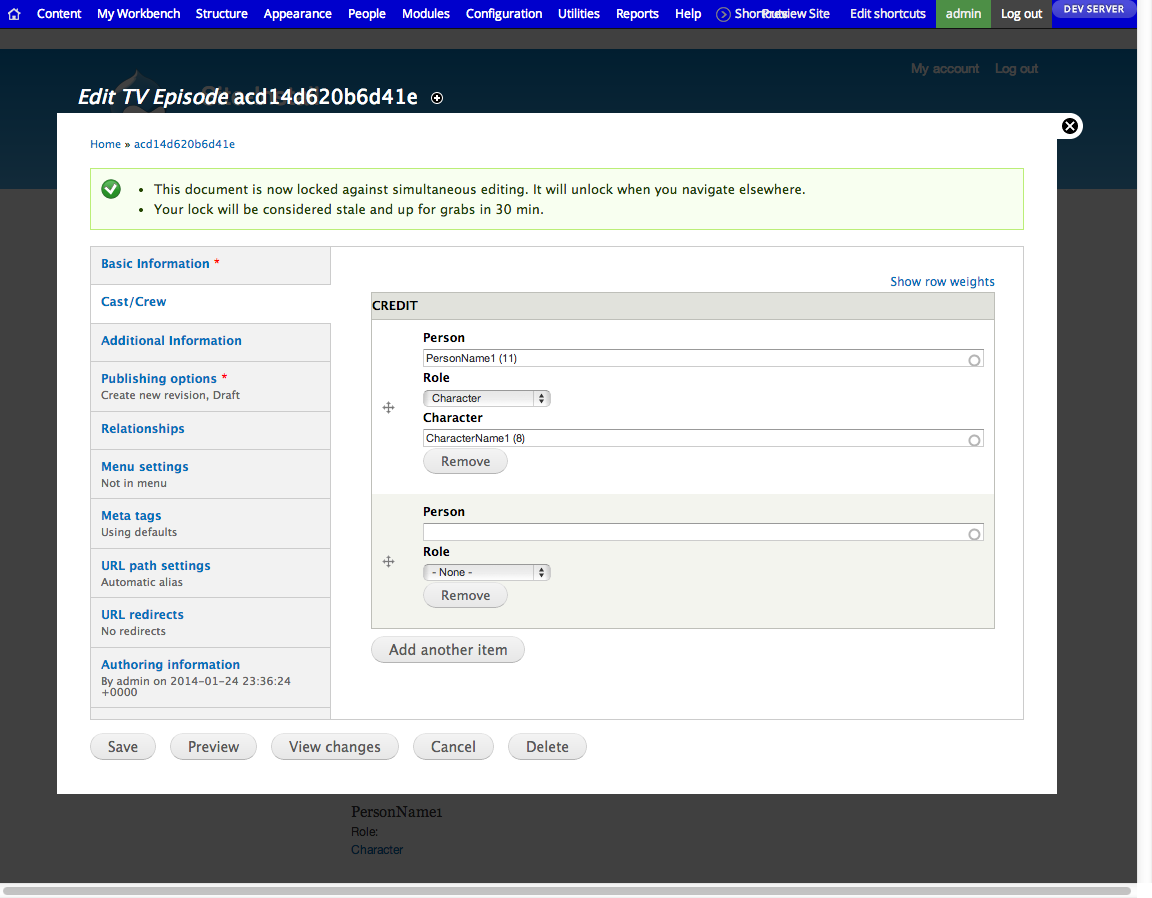 Content My Workbench Structure Appearance People Modules Configuration Utilities Reports Help Shortcuts Preview Site Edit shortcuts admin Log out DEV SERVER
My account Log out
Edit TV Episode acd14d620b6d41e
Home » acd14d620b6d41e
This document is now locked against simultaneous editing. It will unlock when you navigate elsewhere.
Your lock will be considered stale and up for grabs in 30 min.
Basic Information *
Cast/Crew
Additional Information
Publishing options *
Create new revision, Draft
Relationships
Menu settings
Not in menu
Meta tags
Using defaults
URL path settings
Automatic alias
URL redirects
No redirects
Authoring information
By admin on 2014-01-24 23:36:24
+0000
Show row weights
CREDIT
Person
PersonName1 (11)
Role
Character
Character
CharacterName1 (8)
Remove
Person
Role
- None -
Remove
Add another item
Save Preview View changes Cancel Delete
PersonName1
Role:
Character